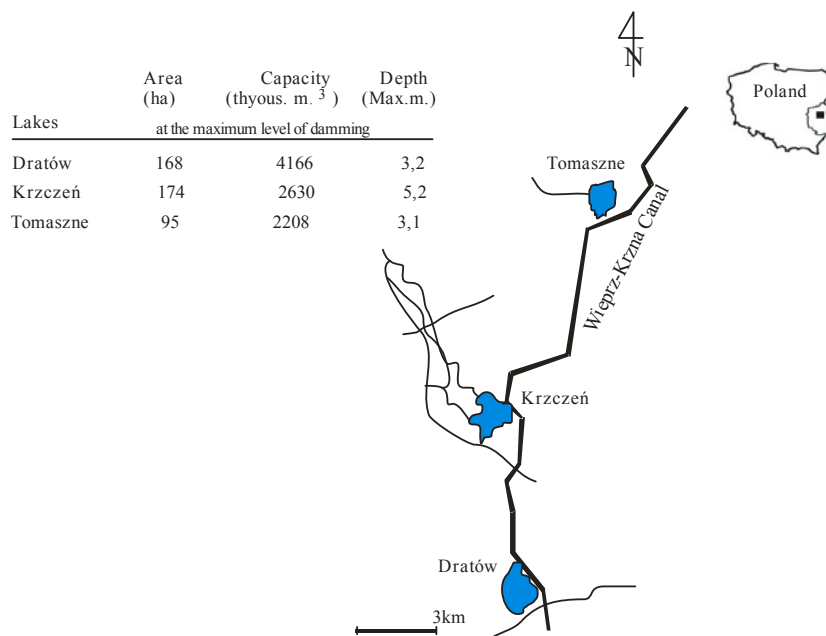 Area Capacity Depth
(ha) (thyous. m. 3 ) (Max.m.)
Lakes at the maximum level of damming
Dratów 168 4166 3,2
Krzczeń 174 2630 5,2
Tomaszne 95 2208 3,1
N
Poland
Tomaszne
Wieprz-Krzna Canal
Krzczeń
Dratów
3km